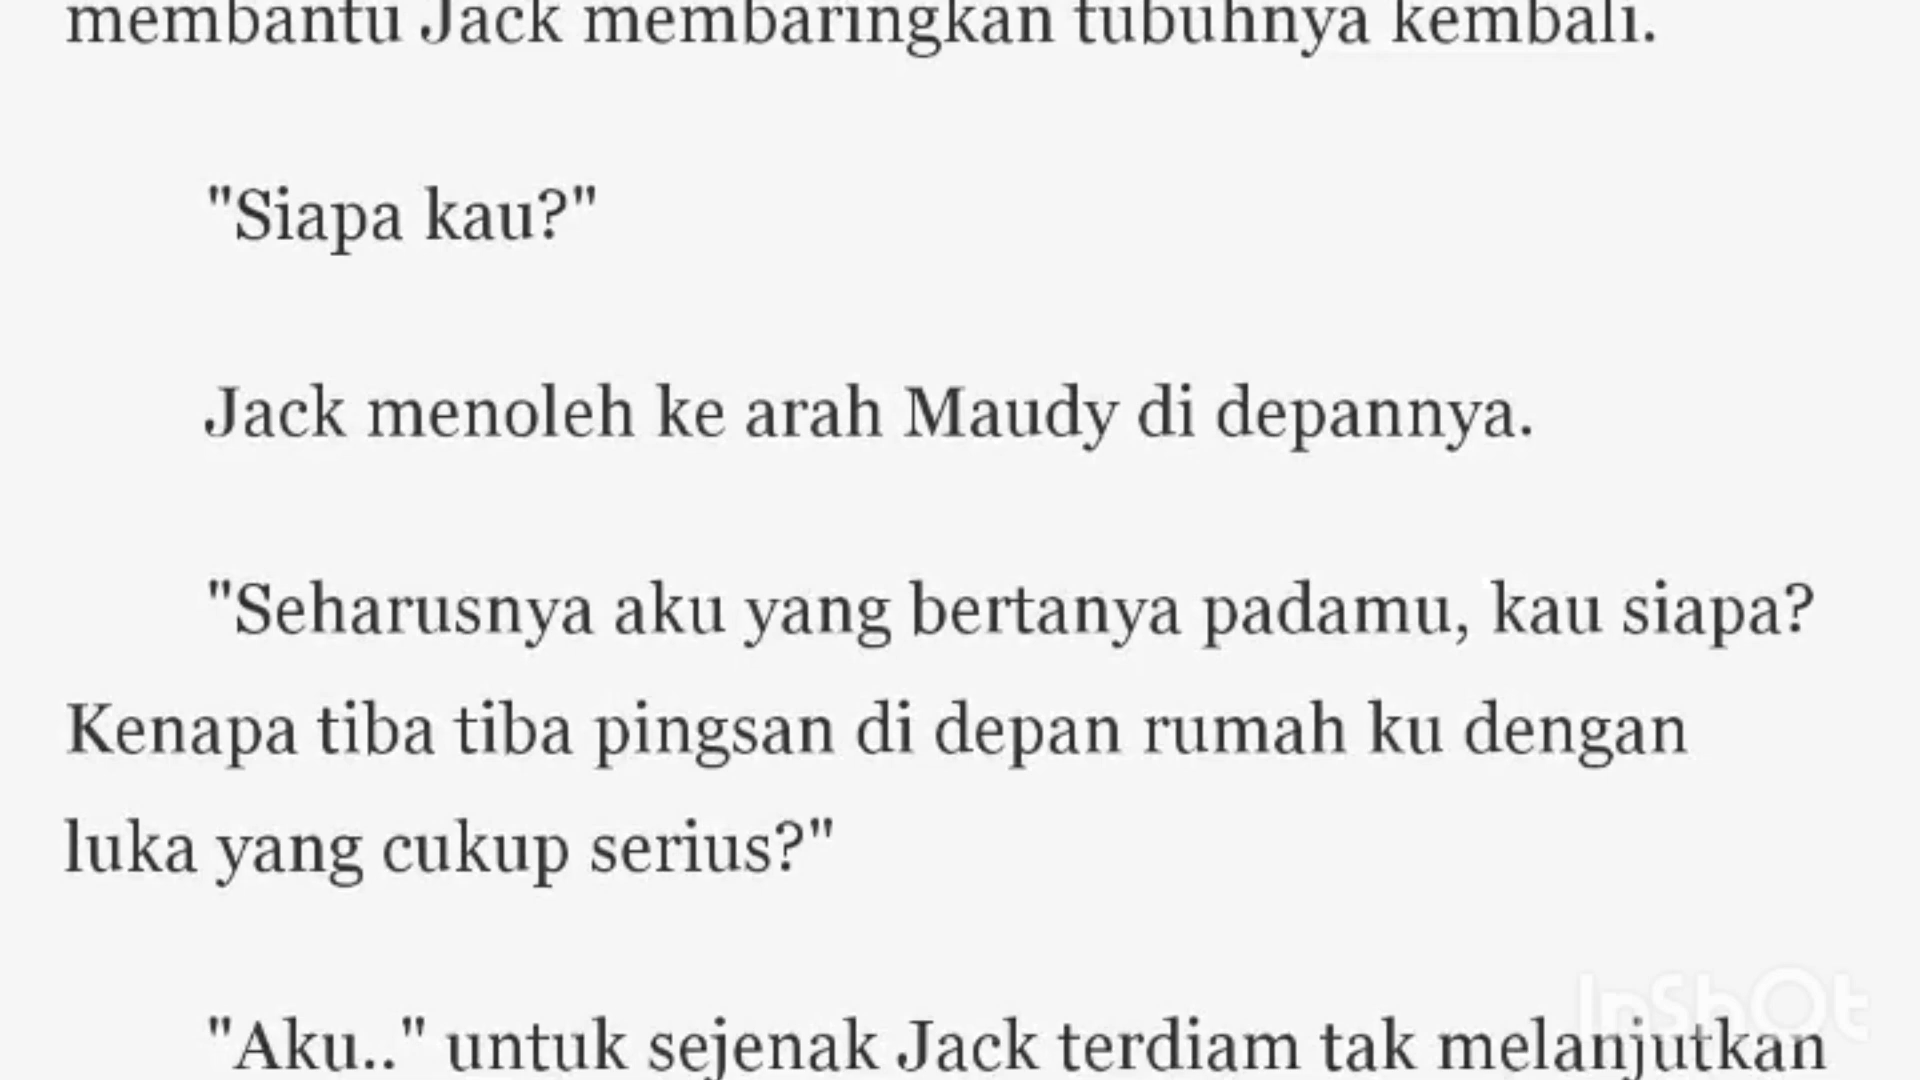 membantu Jack membaringkan tubuhnya kembali.
"Siapa kau?"
Jack menoleh ke arah Maudy di depannya.
"Seharusnya aku yang bertanya padamu, kau siapa?
Kenapa tiba tiba pingsan di depan rumah ku dengan
luka yang cukup serius?"
"Aku.." untuk sejenak Jack terdiam tak melanjutkan
InShOt